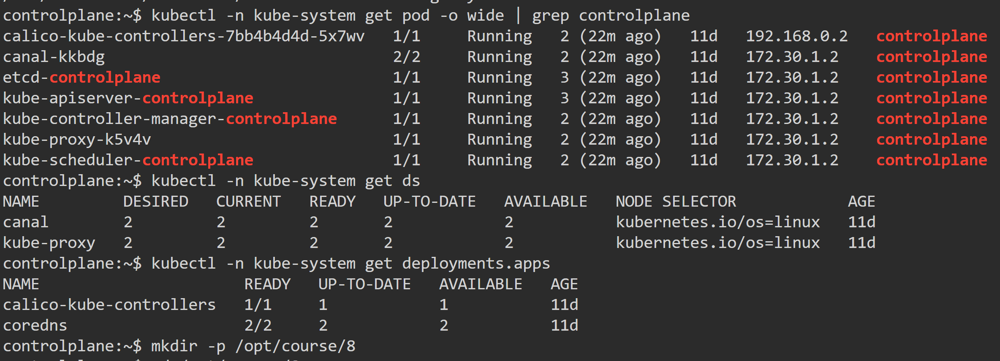 controlplane:~$ kubectl -n kube-system get pod -o wide | grep controlplane
calico-kube-controllers-7bb4b4d4d-5x7wv   1/1     Running   2 (22m ago)   11d   192.168.0.2   controlplane
canal-kkbdg                               2/2     Running   2 (22m ago)   11d   172.30.1.2    controlplane
etcd-controlplane                         1/1     Running   3 (22m ago)   11d   172.30.1.2    controlplane
kube-apiserver-controlplane               1/1     Running   3 (22m ago)   11d   172.30.1.2    controlplane
kube-controller-manager-controlplane      1/1     Running   2 (22m ago)   11d   172.30.1.2    controlplane
kube-proxy-k5v4v                          1/1     Running   2 (22m ago)   11d   172.30.1.2    controlplane
kube-scheduler-controlplane               1/1     Running   2 (22m ago)   11d   172.30.1.2    controlplane
controlplane:~$ kubectl -n kube-system get ds
NAME         DESIRED   CURRENT   READY   UP-TO-DATE   AVAILABLE   NODE SELECTOR            AGE
canal        2         2         2       2            2           kubernetes.io/os=linux   11d
kube-proxy   2         2         2       2            2           kubernetes.io/os=linux   11d
controlplane:~$ kubectl -n kube-system get deployments.apps
NAME                      READY   UP-TO-DATE   AVAILABLE   AGE
calico-kube-controllers   1/1     1            1           11d
coredns                   2/2     2            2           11d
controlplane:~$ mkdir -p /opt/course/8